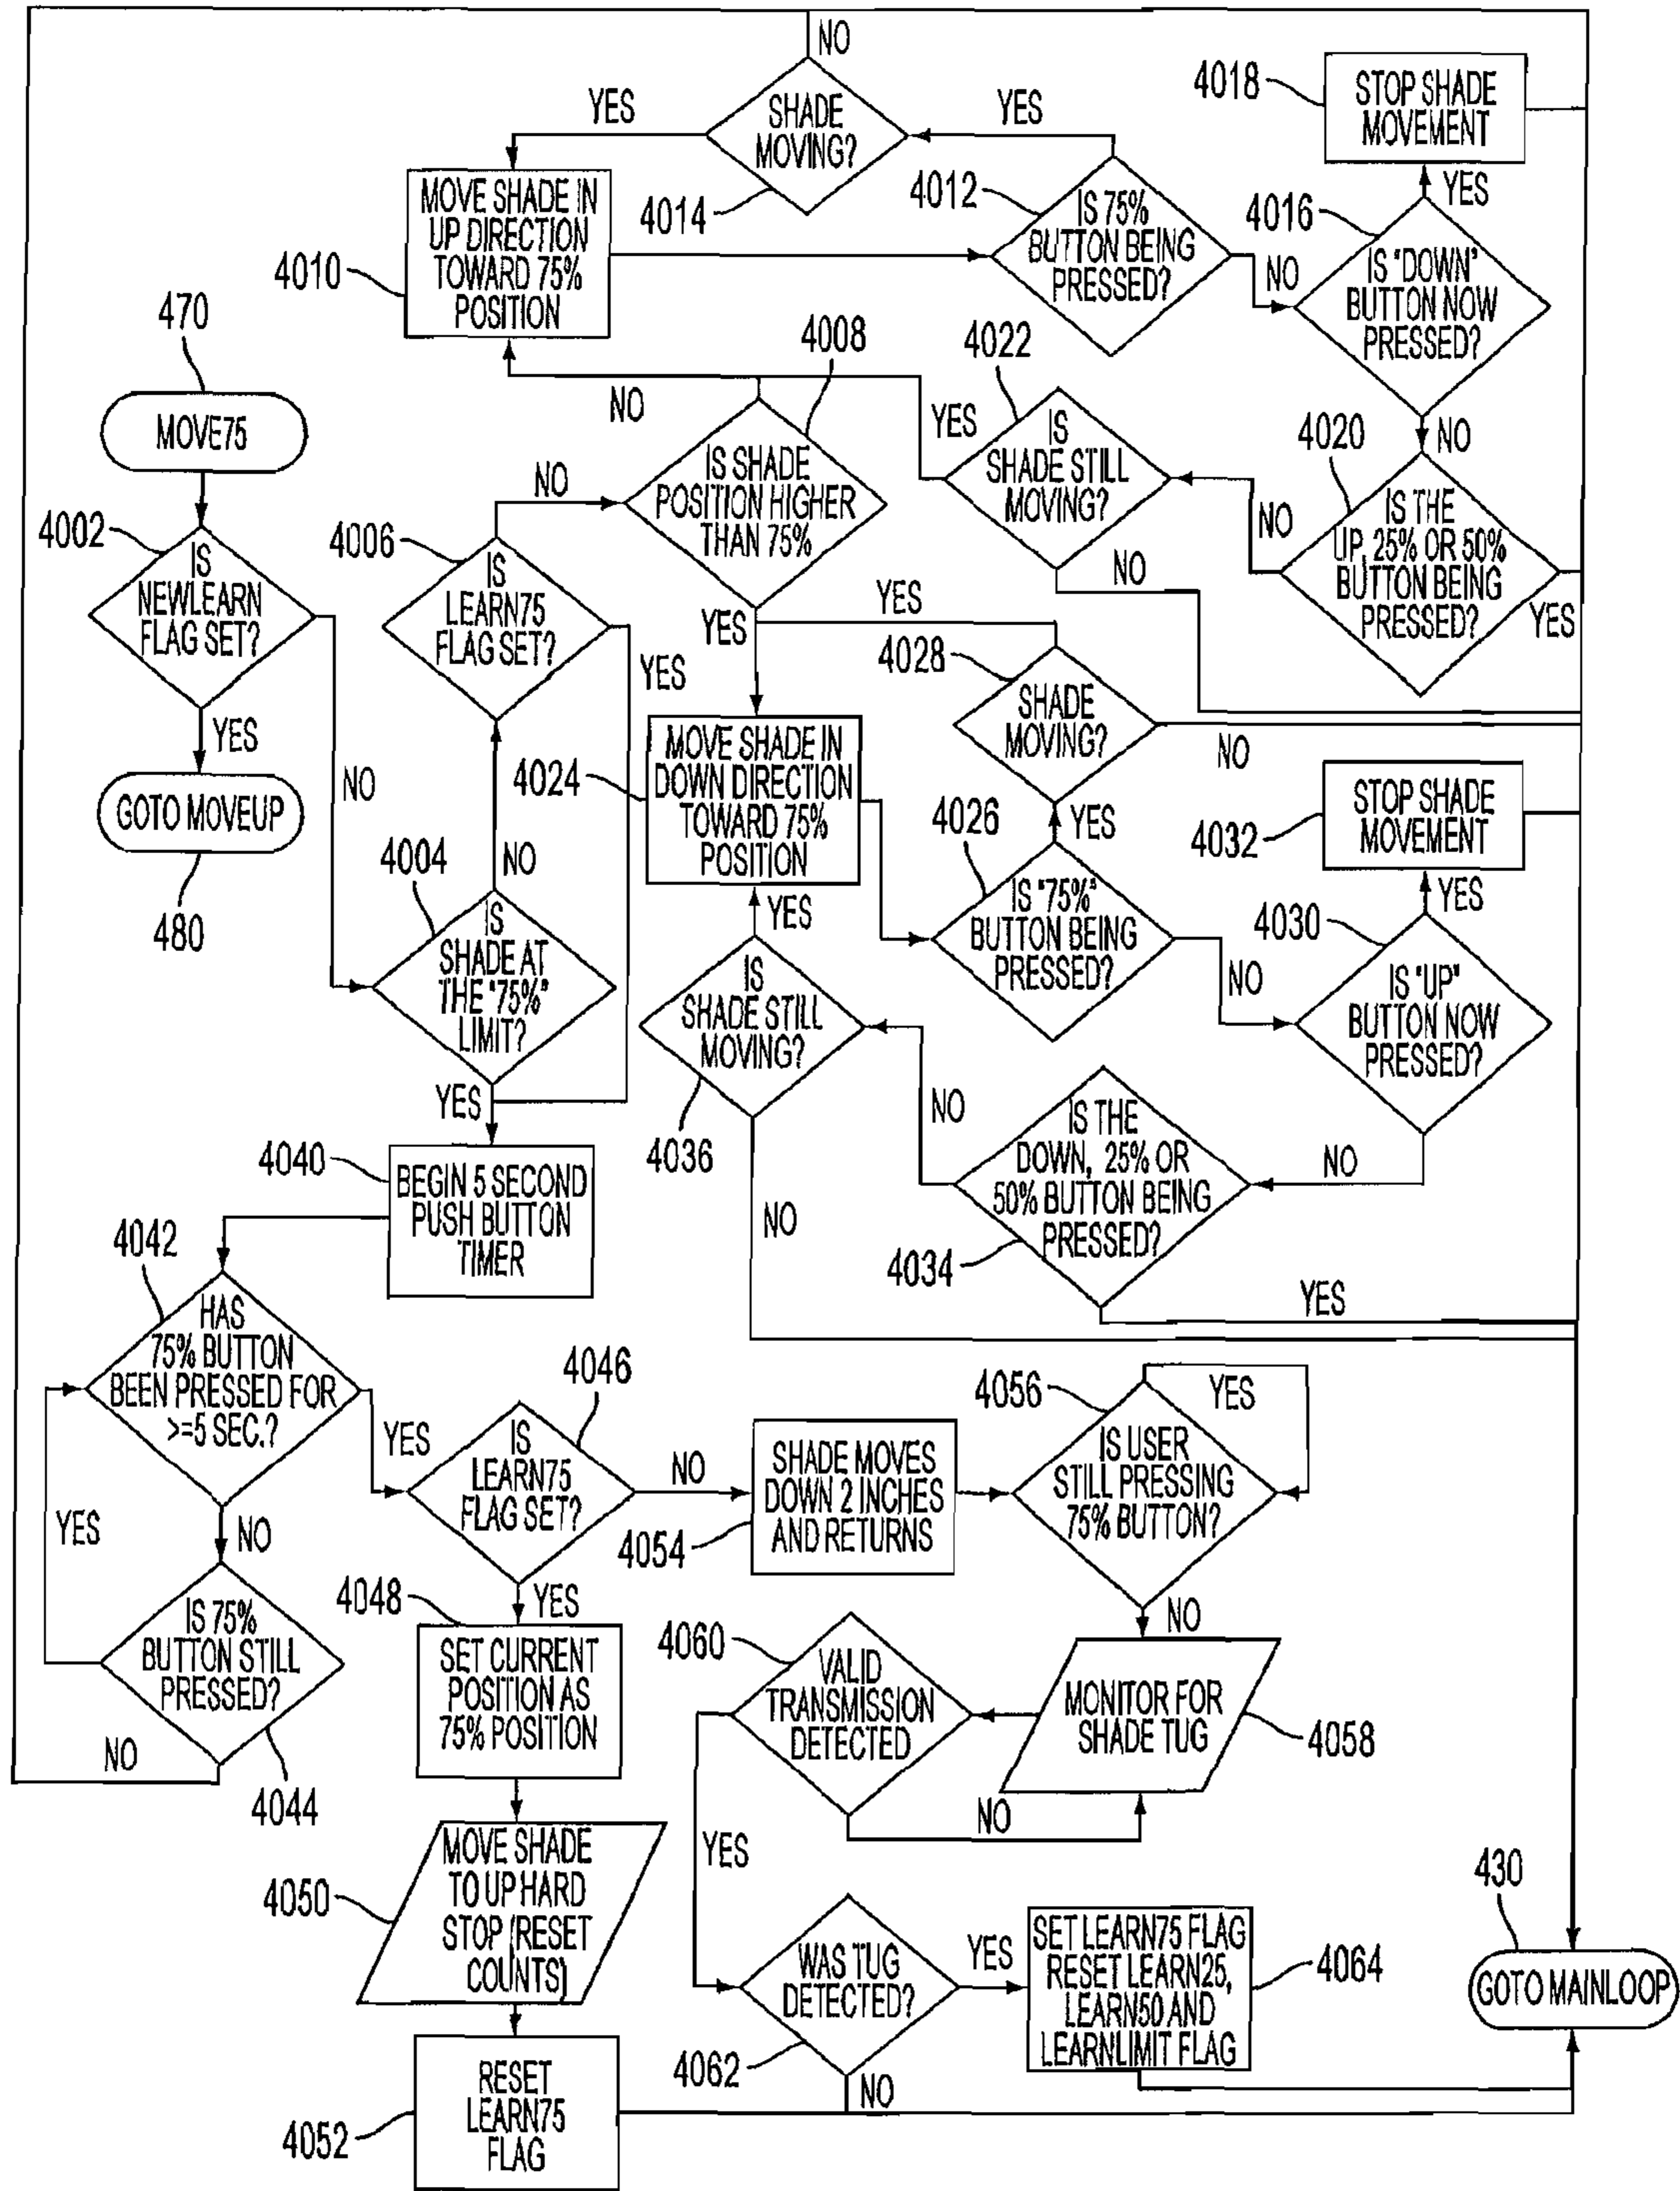 NO
4018
STOP SHADE
MOVEMENT
YES
SHADE
MOVING?
YES
4014
4012
IS 75%
BUTTON BEING
PRESSED?
NO
YES
4016
IS "DOWN"
BUTTON NOW
PRESSED?
4010
MOVE SHADE IN
UP DIRECTION
TOWARD 75%
POSITION
470
MOVE75
4008
NO
IS SHADE
POSITION HIGHER
THAN 75%
YES
4022
YES
IS
SHADE STILL
MOVING?
NO
NO
4020
NO
IS THE
UP, 25% OR 50%
BUTTON BEING
PRESSED?
YES
4002
IS
NEWLEARN
FLAG SET?
YES
NO
GOTO MOVEUP
480
4006
NO
IS
LEARN75
FLAG SET?
YES
NO
4004
IS
SHADE AT
THE "75%"
LIMIT?
YES
YES
4028
SHADE
MOVING?
NO
4024
MOVE SHADE IN
DOWN DIRECTION
TOWARD 75%
POSITION
YES
4026
YES
IS "75%"
BUTTON BEING
PRESSED?
NO
4032
STOP SHADE
MOVEMENT
YES
4030
IS "UP"
BUTTON NOW
PRESSED?
NO
IS
SHADE STILL
MOVING?
4036
NO
NO
IS THE
DOWN, 25% OR
50% BUTTON BEING
PRESSED?
4034
YES
4040
BEGIN 5 SECOND
PUSH BUTTON
TIMER
4042
HAS
75% BUTTON
BEEN PRESSED FOR
>=5 SEC.?
YES
NO
YES
IS 75%
BUTTON STILL
PRESSED?
NO
4044
4046
IS
LEARN75
FLAG SET?
NO
YES
SHADE MOVES
DOWN 2 INCHES
AND RETURNS
4054
4056
YES
IS USER
STILL PRESSING
75% BUTTON?
NO
4048
SET CURRENT
POSITION AS
75% POSITION
4060
VALID
TRANSMISSION
DETECTED
NO
YES
MONITOR FOR
SHADE TUG
4058
4050
MOVE SHADE
TO UP HARD
STOP (RESET
COUNTS)
WAS TUG
DETECTED?
YES
4062
NO
SET LEARN75 FLAG
RESET LEARN25,
LEARN50 AND
LEARNLIMIT FLAG
4064
430
GOTO MAINLOOP
RESET
LEARN75
FLAG
4052